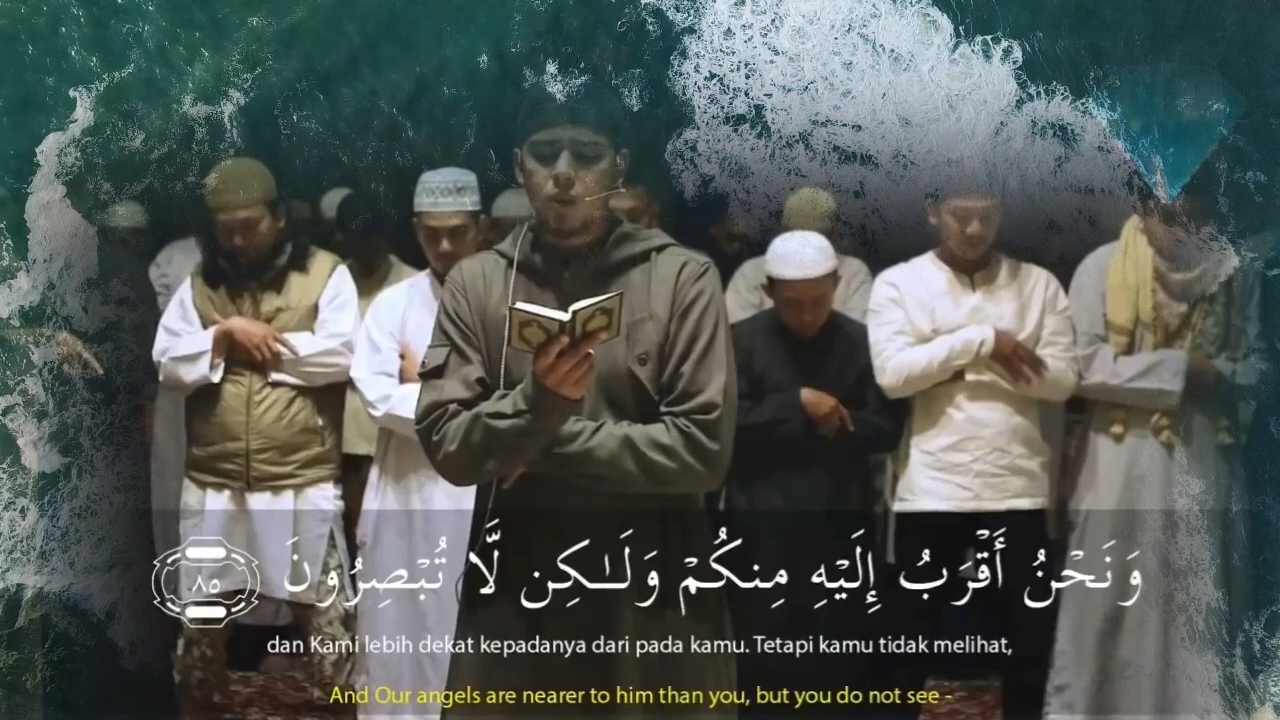 وَنَحْنُ أَقْرَبُ إِلَيْهِ مِنكُمْ وَلَـٰكِن لَّا تُبْصِرُونَ ٨٥
dan Kami lebih dekat kepadanya dari pada kamu. Tetapi kamu tidak melihat,
And Our angels are nearer to him than you, but you do not see -